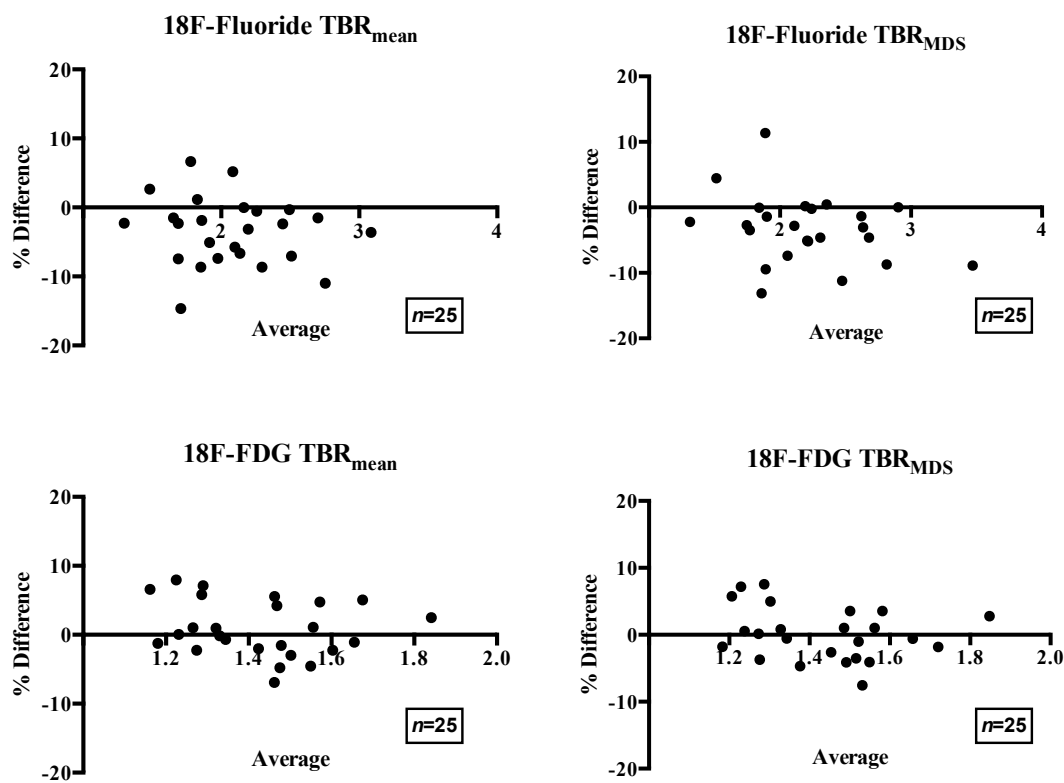 18F-Fluoride TBRmean
20
10
0
-10
-20
% Difference
2
3
4
Average
n=25
18F-Fluoride TBRMDS
20
10
0
-10
-20
% Difference
2
3
4
Average
n=25
18F-FDG TBRmean
20
10
0
-10
-20
% Difference
1.2
1.4
1.6
1.8
2.0
Average
n=25
18F-FDG TBRMDS
20
10
0
-10
-20
% Difference
1.2
1.4
1.6
1.8
2.0
Average
n=25